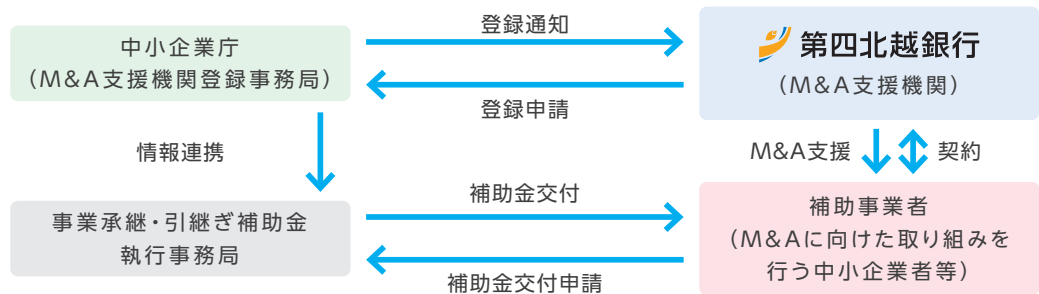 中小企業庁
（M&A支援機関登録事務局）
登録通知
登録申請
第四北越銀行
（M&A支援機関）
情報連携
M&A支援
契約
事業承継・引継ぎ補助金
執行事務局
補助金交付
補助金交付申請
補助事業者
（M&Aに向けた取り組みを
行う中小企業者等）